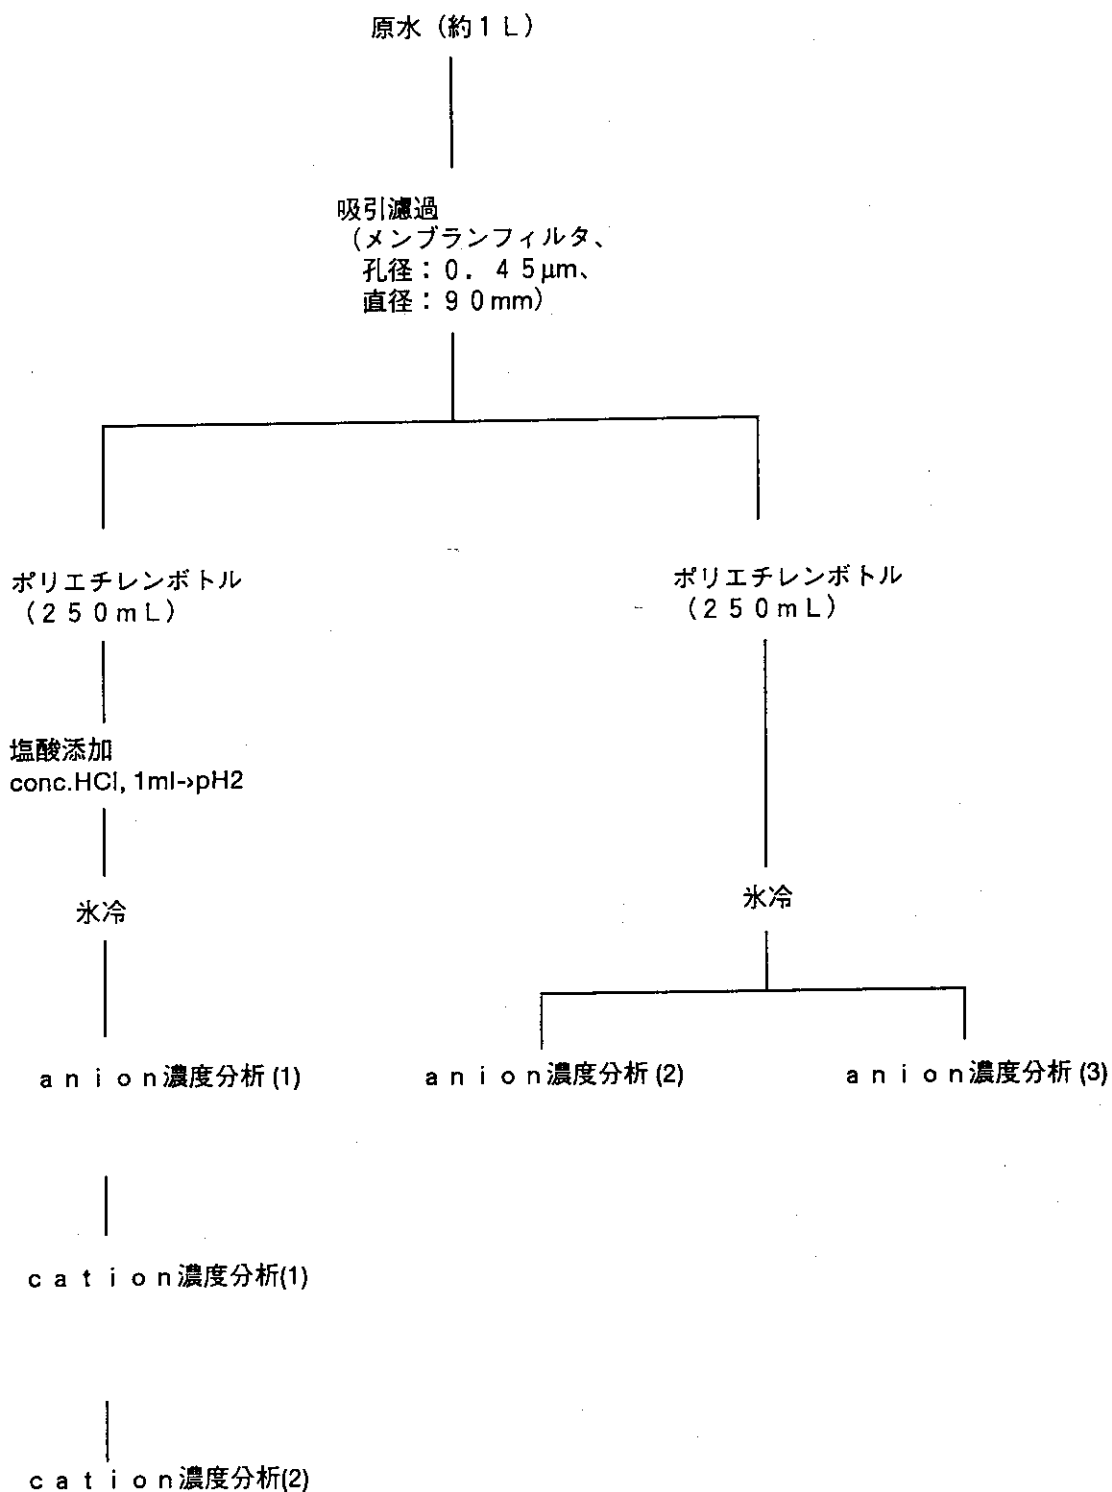 原水（約１Ｌ）
吸引濾過
（メンブランフィルタ、
孔径：０．４５μm、
直径：９０mm）
ポリエチレンボトル
（２５０ｍＬ）
ポリエチレンボトル
（２５０ｍＬ）
塩酸添加
conc.HCl, 1ml->pH2
氷冷
氷冷
ａｎｉｏｎ濃度分析(1)
ａｎｉｏｎ濃度分析(2)
ａｎｉｏｎ濃度分析(3)
ｃａｔｉｏｎ濃度分析(1)
ｃａｔｉｏｎ濃度分析(2)